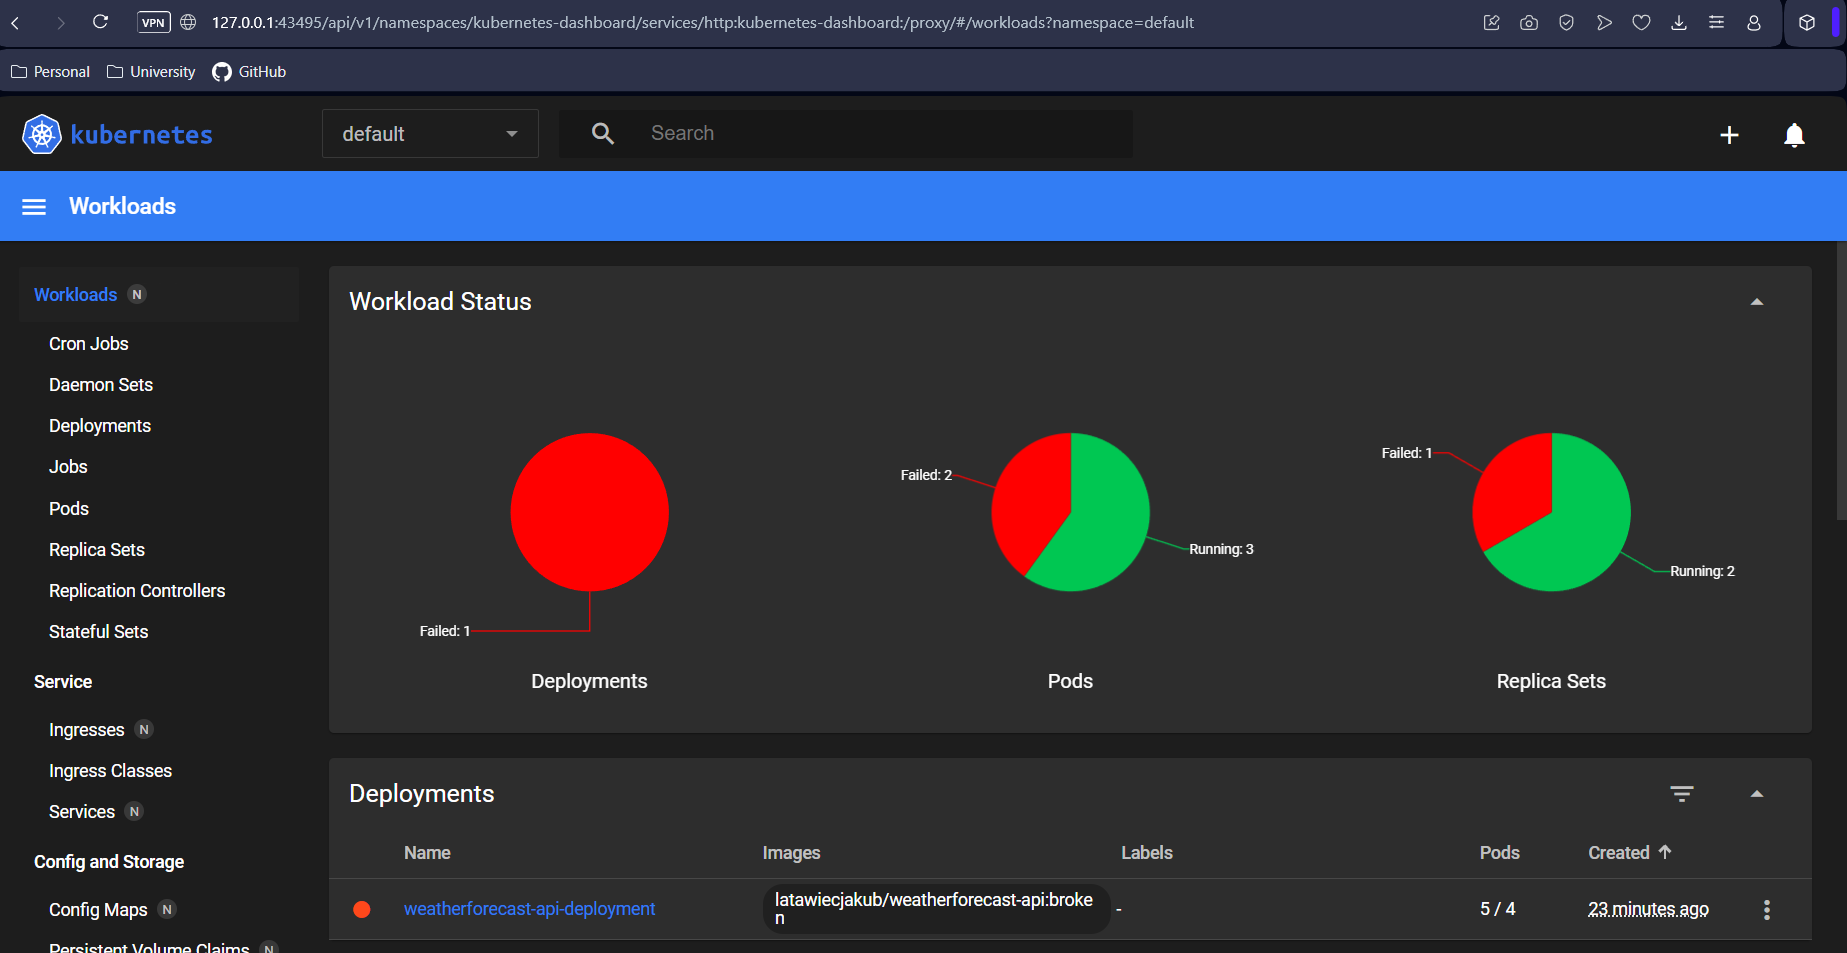 VPN 127.0.0.1:43495/api/v1/namespaces/kubernetes-dashboard/services/http:kubernetes-dashboard:/proxy/#/workloads?namespace=default
Personal University GitHub
kubernetes default Search
Workloads
Workloads N
Cron Jobs
Daemon Sets
Deployments
Jobs
Pods
Replica Sets
Replication Controllers
Stateful Sets
Service
Ingresses N
Ingress Classes
Services N
Config and Storage
Config Maps N
Persistent Volume Claims N
Workload Status
Failed: 1
Deployments
Failed: 2
Running: 3
Pods
Failed: 1
Running: 2
Replica Sets
Deployments
Name Images Labels Pods Created
weatherforecast-api-deployment latawiecjakub/weatherforecast-api:broke
n - 5 / 4 23 minutes ago